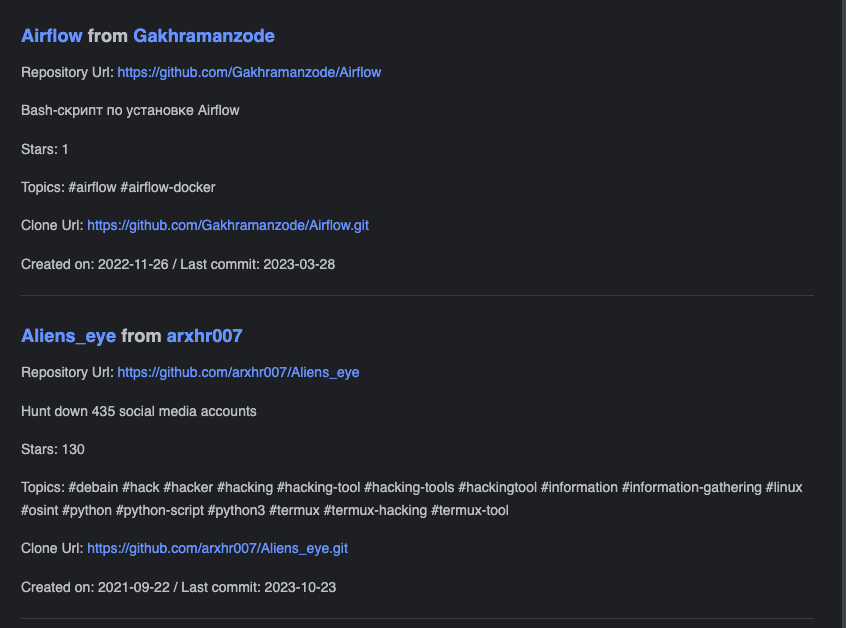 Airflow from Gakhramanzode
Repository Url: https://github.com/Gakhramanzode/Airflow
Bash-скрипт по установке Airflow
Stars: 1
Topics: #airflow #airflow-docker
Clone Url: https://github.com/Gakhramanzode/Airflow.git
Created on: 2022-11-26 / Last commit: 2023-03-28
Aliens_eye from arxhr007
Repository Url: https://github.com/arxhr007/Aliens_eye
Hunt down 435 social media accounts
Stars: 130
Topics: #debain #hack #hacker #hacking #hacking-tool #hacking-tools #hackingtool #information #information-gathering #linux
#osint #python #python-script #python3 #termux #termux-hacking #termux-tool
Clone Url: https://github.com/arxhr007/Aliens_eye.git
Created on: 2021-09-22 / Last commit: 2023-10-23